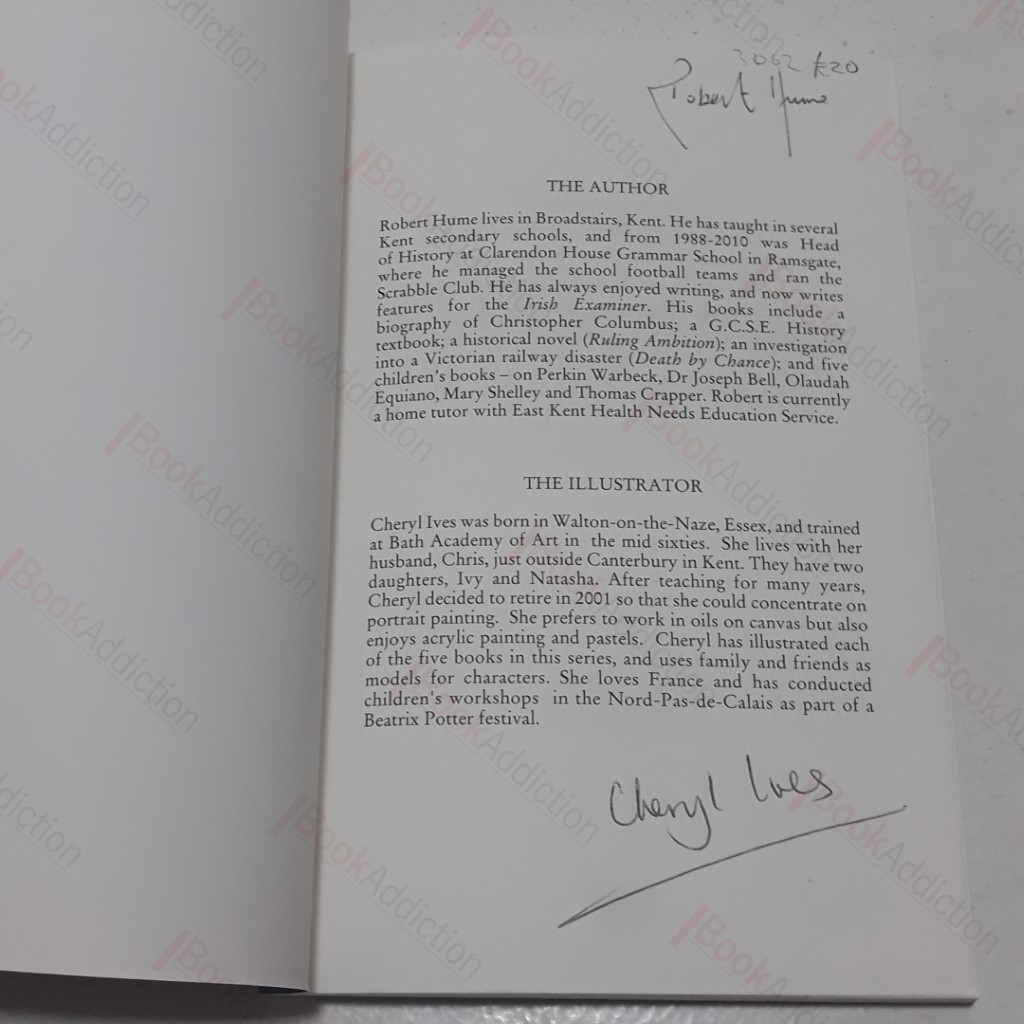 3062 £20
Robert Hume
THE AUTHOR
Robert Hume lives in Broadstairs, Kent. He has taught in several
Kent secondary schools, and from 1988-2010 was Head
of History at Clarendon House Grammar School in Ramsgate,
where he managed the school football teams and ran the
Scrabble Club. He has always enjoyed writing, and now writes
features for the Irish Examiner. His books include a
biography of Christopher Columbus; a G.C.S.E. History
textbook; a historical novel (Ruling Ambition); an investigation
into a Victorian railway disaster (Death by Chance); and five
children's books – on Perkin Warbeck, Dr Joseph Bell, Olaudah
Equiano, Mary Shelley and Thomas Crapper. Robert is currently
a home tutor with East Kent Health Needs Education Service.
THE ILLUSTRATOR
Cheryl Ives was born in Walton-on-the-Naze, Essex, and trained
at Bath Academy of Art in the mid sixties. She lives with her
husband, Chris, just outside Canterbury in Kent. They have two
daughters, Ivy and Natasha. After teaching for many years,
Cheryl decided to retire in 2001 so that she could concentrate on
portrait painting. She prefers to work in oils on canvas but also
enjoys acrylic painting and pastels. Cheryl has illustrated each
of the five books in this series, and uses family and friends as
models for characters. She loves France and has conducted
children's workshops in the Nord-Pas-de-Calais as part of a
Beatrix Potter festival.
Cheryl Ives
BookAddiction